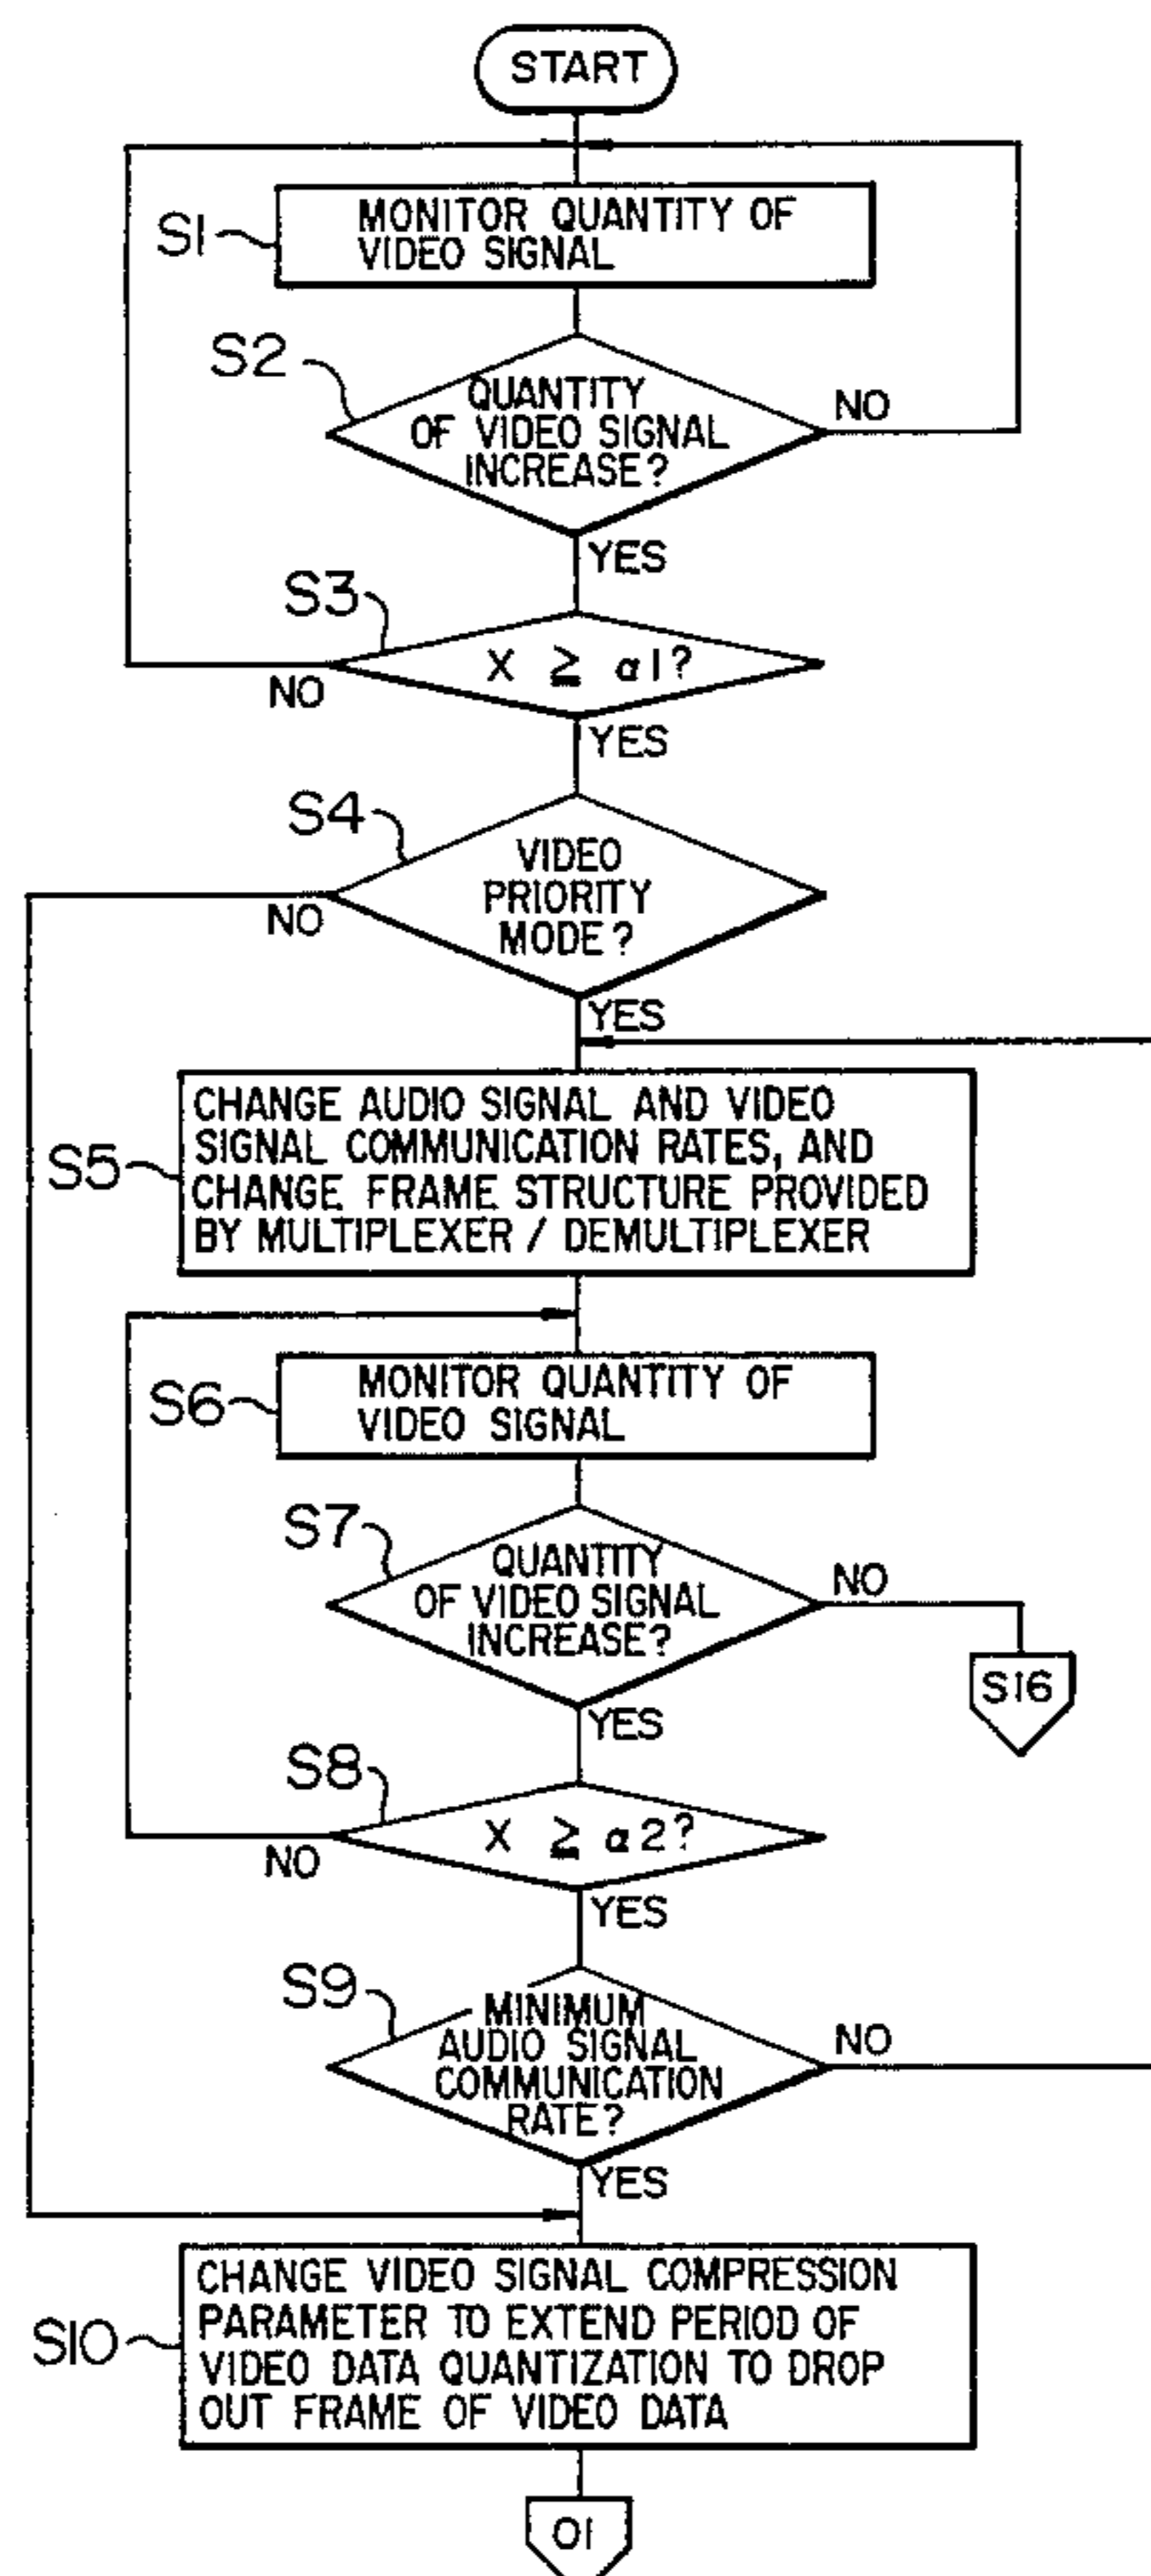 START
S1
MONITOR QUANTITY OF
VIDEO SIGNAL
S2
QUANTITY
OF VIDEO SIGNAL
INCREASE?
NO
YES
S3
X ≧ α1?
NO
YES
S4
VIDEO
PRIORITY
MODE?
NO
YES
S5
CHANGE AUDIO SIGNAL AND VIDEO
SIGNAL COMMUNICATION RATES, AND
CHANGE FRAME STRUCTURE PROVIDED
BY MULTIPLEXER / DEMULTIPLEXER
S6
MONITOR QUANTITY OF
VIDEO SIGNAL
S7
QUANTITY
OF VIDEO SIGNAL
INCREASE?
NO
S16
YES
S8
X ≧ α2?
NO
YES
S9
MINIMUM
AUDIO SIGNAL
COMMUNICATION
RATE?
NO
YES
S10
CHANGE VIDEO SIGNAL COMPRESSION
PARAMETER TO EXTEND PERIOD OF
VIDEO DATA QUANTIZATION TO DROP
OUT FRAME OF VIDEO DATA
01